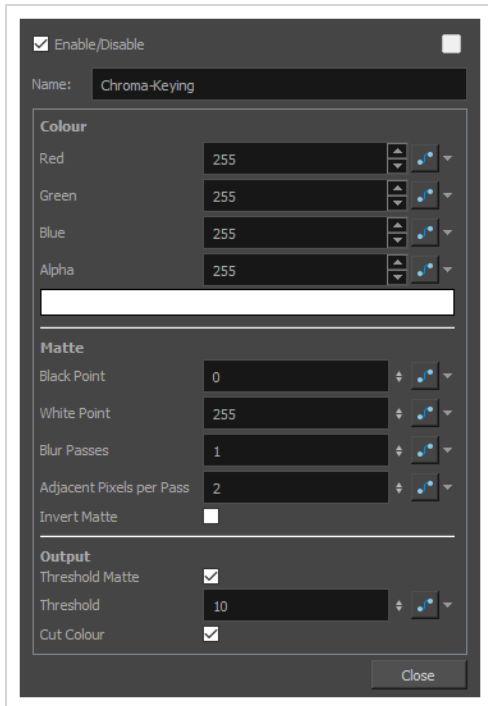 Enable/Disable
Name: Chroma-Keying
Colour
Red 255
Green 255
Blue 255
Alpha 255
Matte
Black Point 0
White Point 255
Blur Passes 1
Adjacent Pixels per Pass 2
Invert Matte
Output
Threshold Matte
Threshold 10
Cut Colour
Close